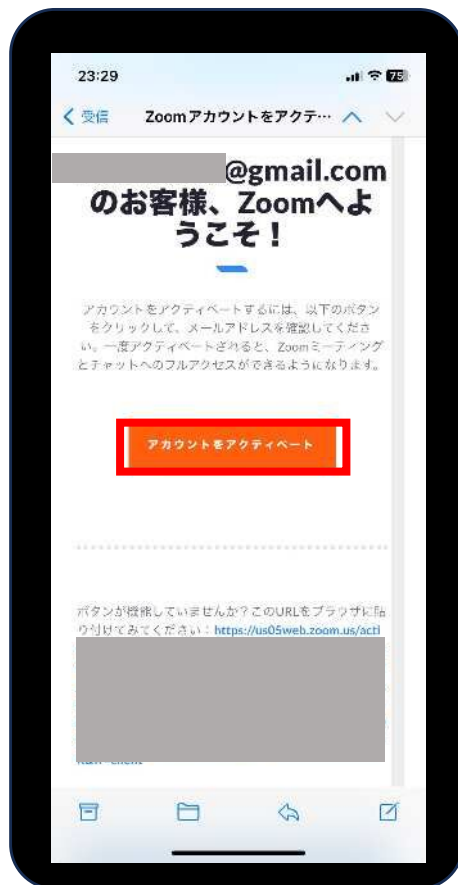 23:29
75
受信 Zoomアカウントをアクテ…
@gmail.com
のお客様、Zoomへよ
うこそ！
アカウントをアクティベートするには、以下のボタン
をクリックして、メールアドレスを確認してくださ
い。一度アクティベートされると、Zoomミーティング
とチャットへのフルアクセスができるようになります。
アカウントをアクティベート
ボタンが機能していませんか？このURLをブラウザに貼
り付けてみてください：https://us05web.zoom.us/acti